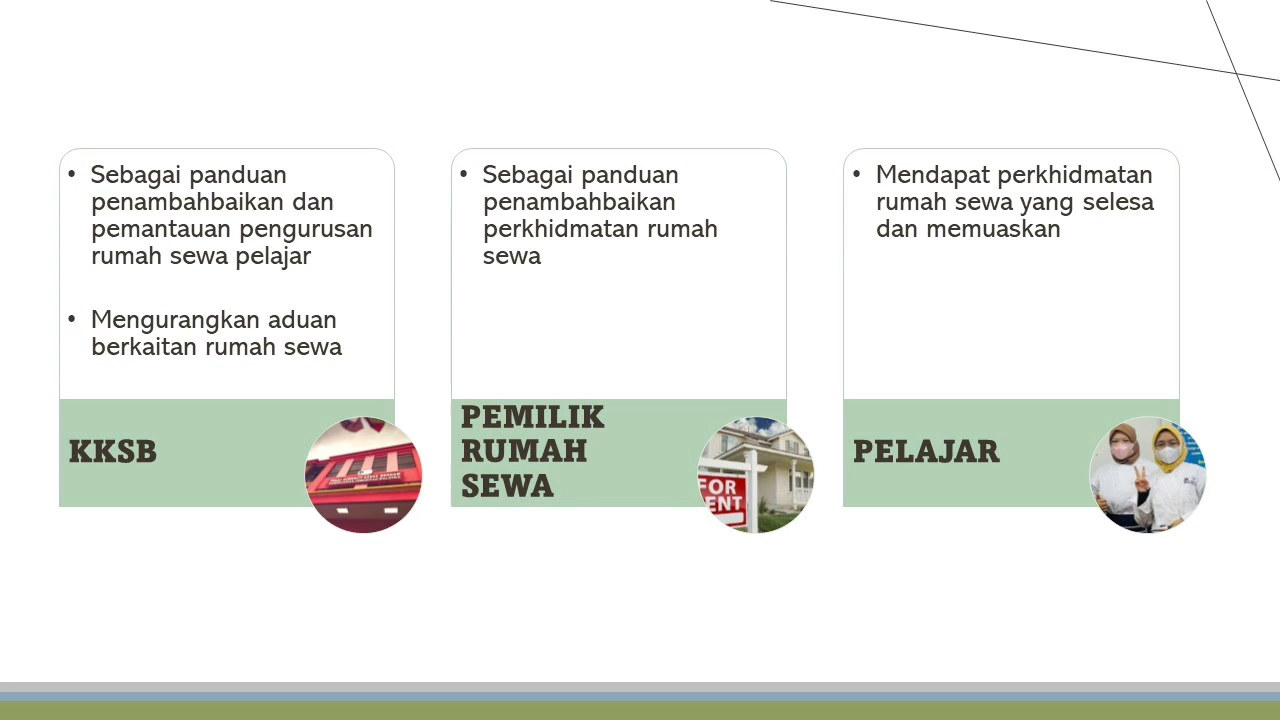 • Sebagai panduan
penambahbaikan dan
pemantauan pengurusan
rumah sewa pelajar
• Mengurangkan aduan
berkaitan rumah sewa
KKSB
• Sebagai panduan
penambahbaikan
perkhidmatan rumah
sewa
PEMILIK
RUMAH
SEWA
FOR
ENT
• Mendapat perkhidmatan
rumah sewa yang selesa
dan memuaskan
PELAJAR